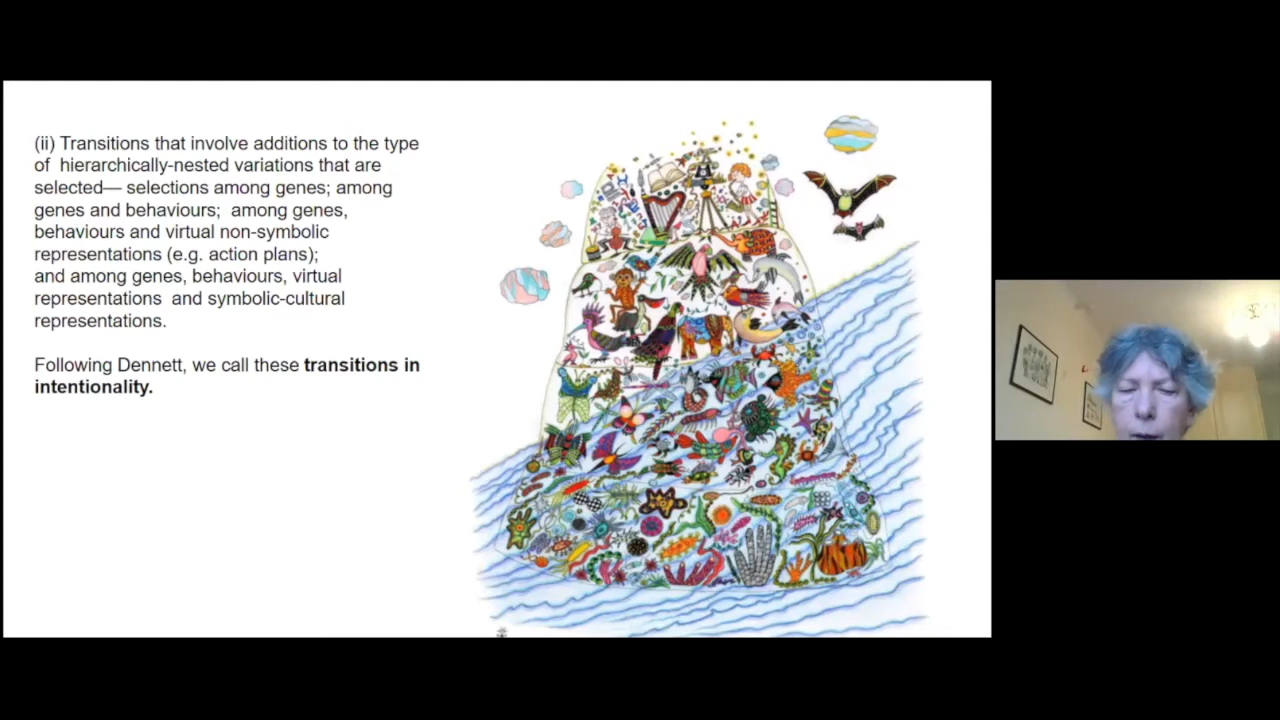 (ii) Transitions that involve additions to the type
of hierarchically-nested variations that are
selected— selections among genes; among
genes and behaviours; among genes,
behaviours and virtual non-symbolic
representations (e.g. action plans);
and among genes, behaviours, virtual
representations and symbolic-cultural
representations.
Following Dennett, we call these transitions in
intentionality.